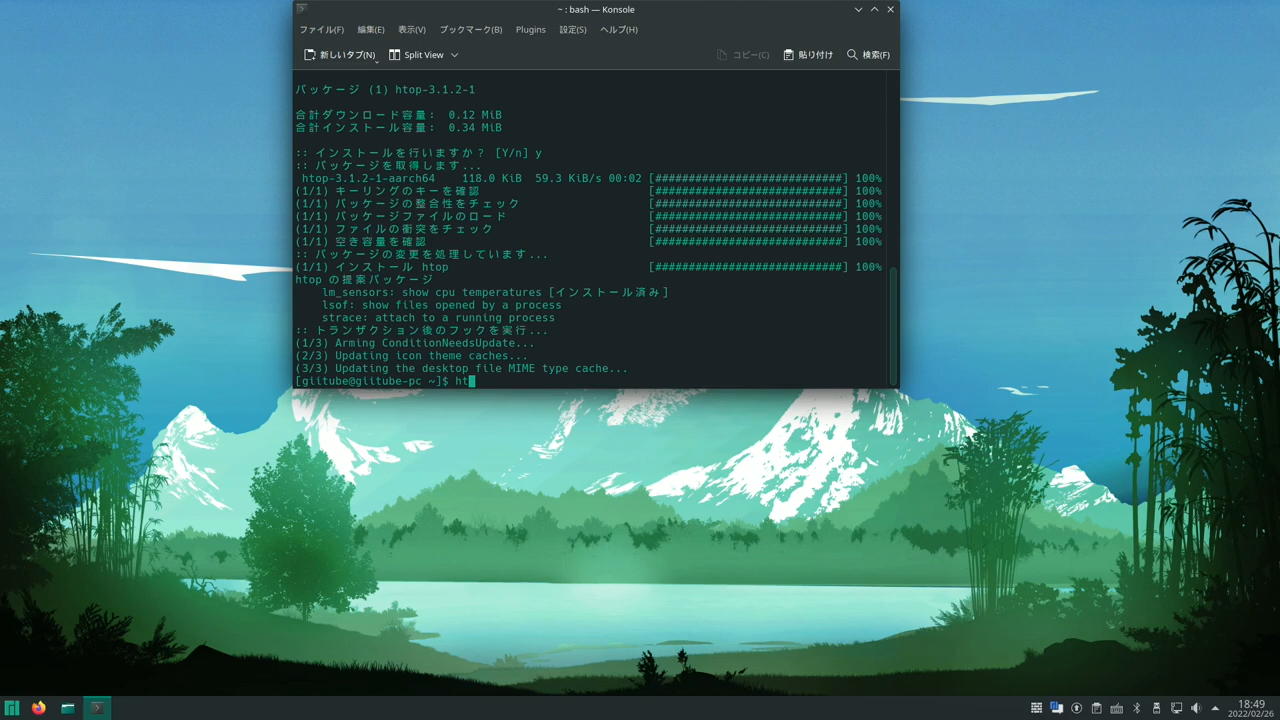 ~ : bash — Konsole
ファイル(F) 編集(E) 表示(V) ブックマーク(B) Plugins 設定(S) ヘルプ(H)
新しいタブ(N) Split View コピー(C) 貼り付け 検索(F)
パッケージ (1) htop-3.1.2-1
合計ダウンロード容量: 0.12 MiB
合計インストール容量: 0.34 MiB
:: インストールを行いますか？ [Y/n] y
:: パッケージを取得します...
htop-3.1.2-1-aarch64 118.0 KiB 59.3 KiB/s 00:02 [############################] 100%
(1/1) キーリングのキーを確認 [############################] 100%
(1/1) パッケージの整合性をチェック [############################] 100%
(1/1) パッケージファイルのロード [############################] 100%
(1/1) ファイルの衝突をチェック [############################] 100%
(1/1) 空き容量を確認 [############################] 100%
:: パッケージの変更を処理しています...
(1/1) インストール htop [############################] 100%
htop の提案パッケージ
lm_sensors: show cpu temperatures [インストール済み]
lsof: show files opened by a process
strace: attach to a running process
:: トランザクション後のフックを実行...
(1/3) Arming ConditionNeedsUpdate...
(2/3) Updating icon theme caches...
(3/3) Updating the desktop file MIME type cache...
[giitube@giitube-pc ~]$ ht
18:49
2022/02/26